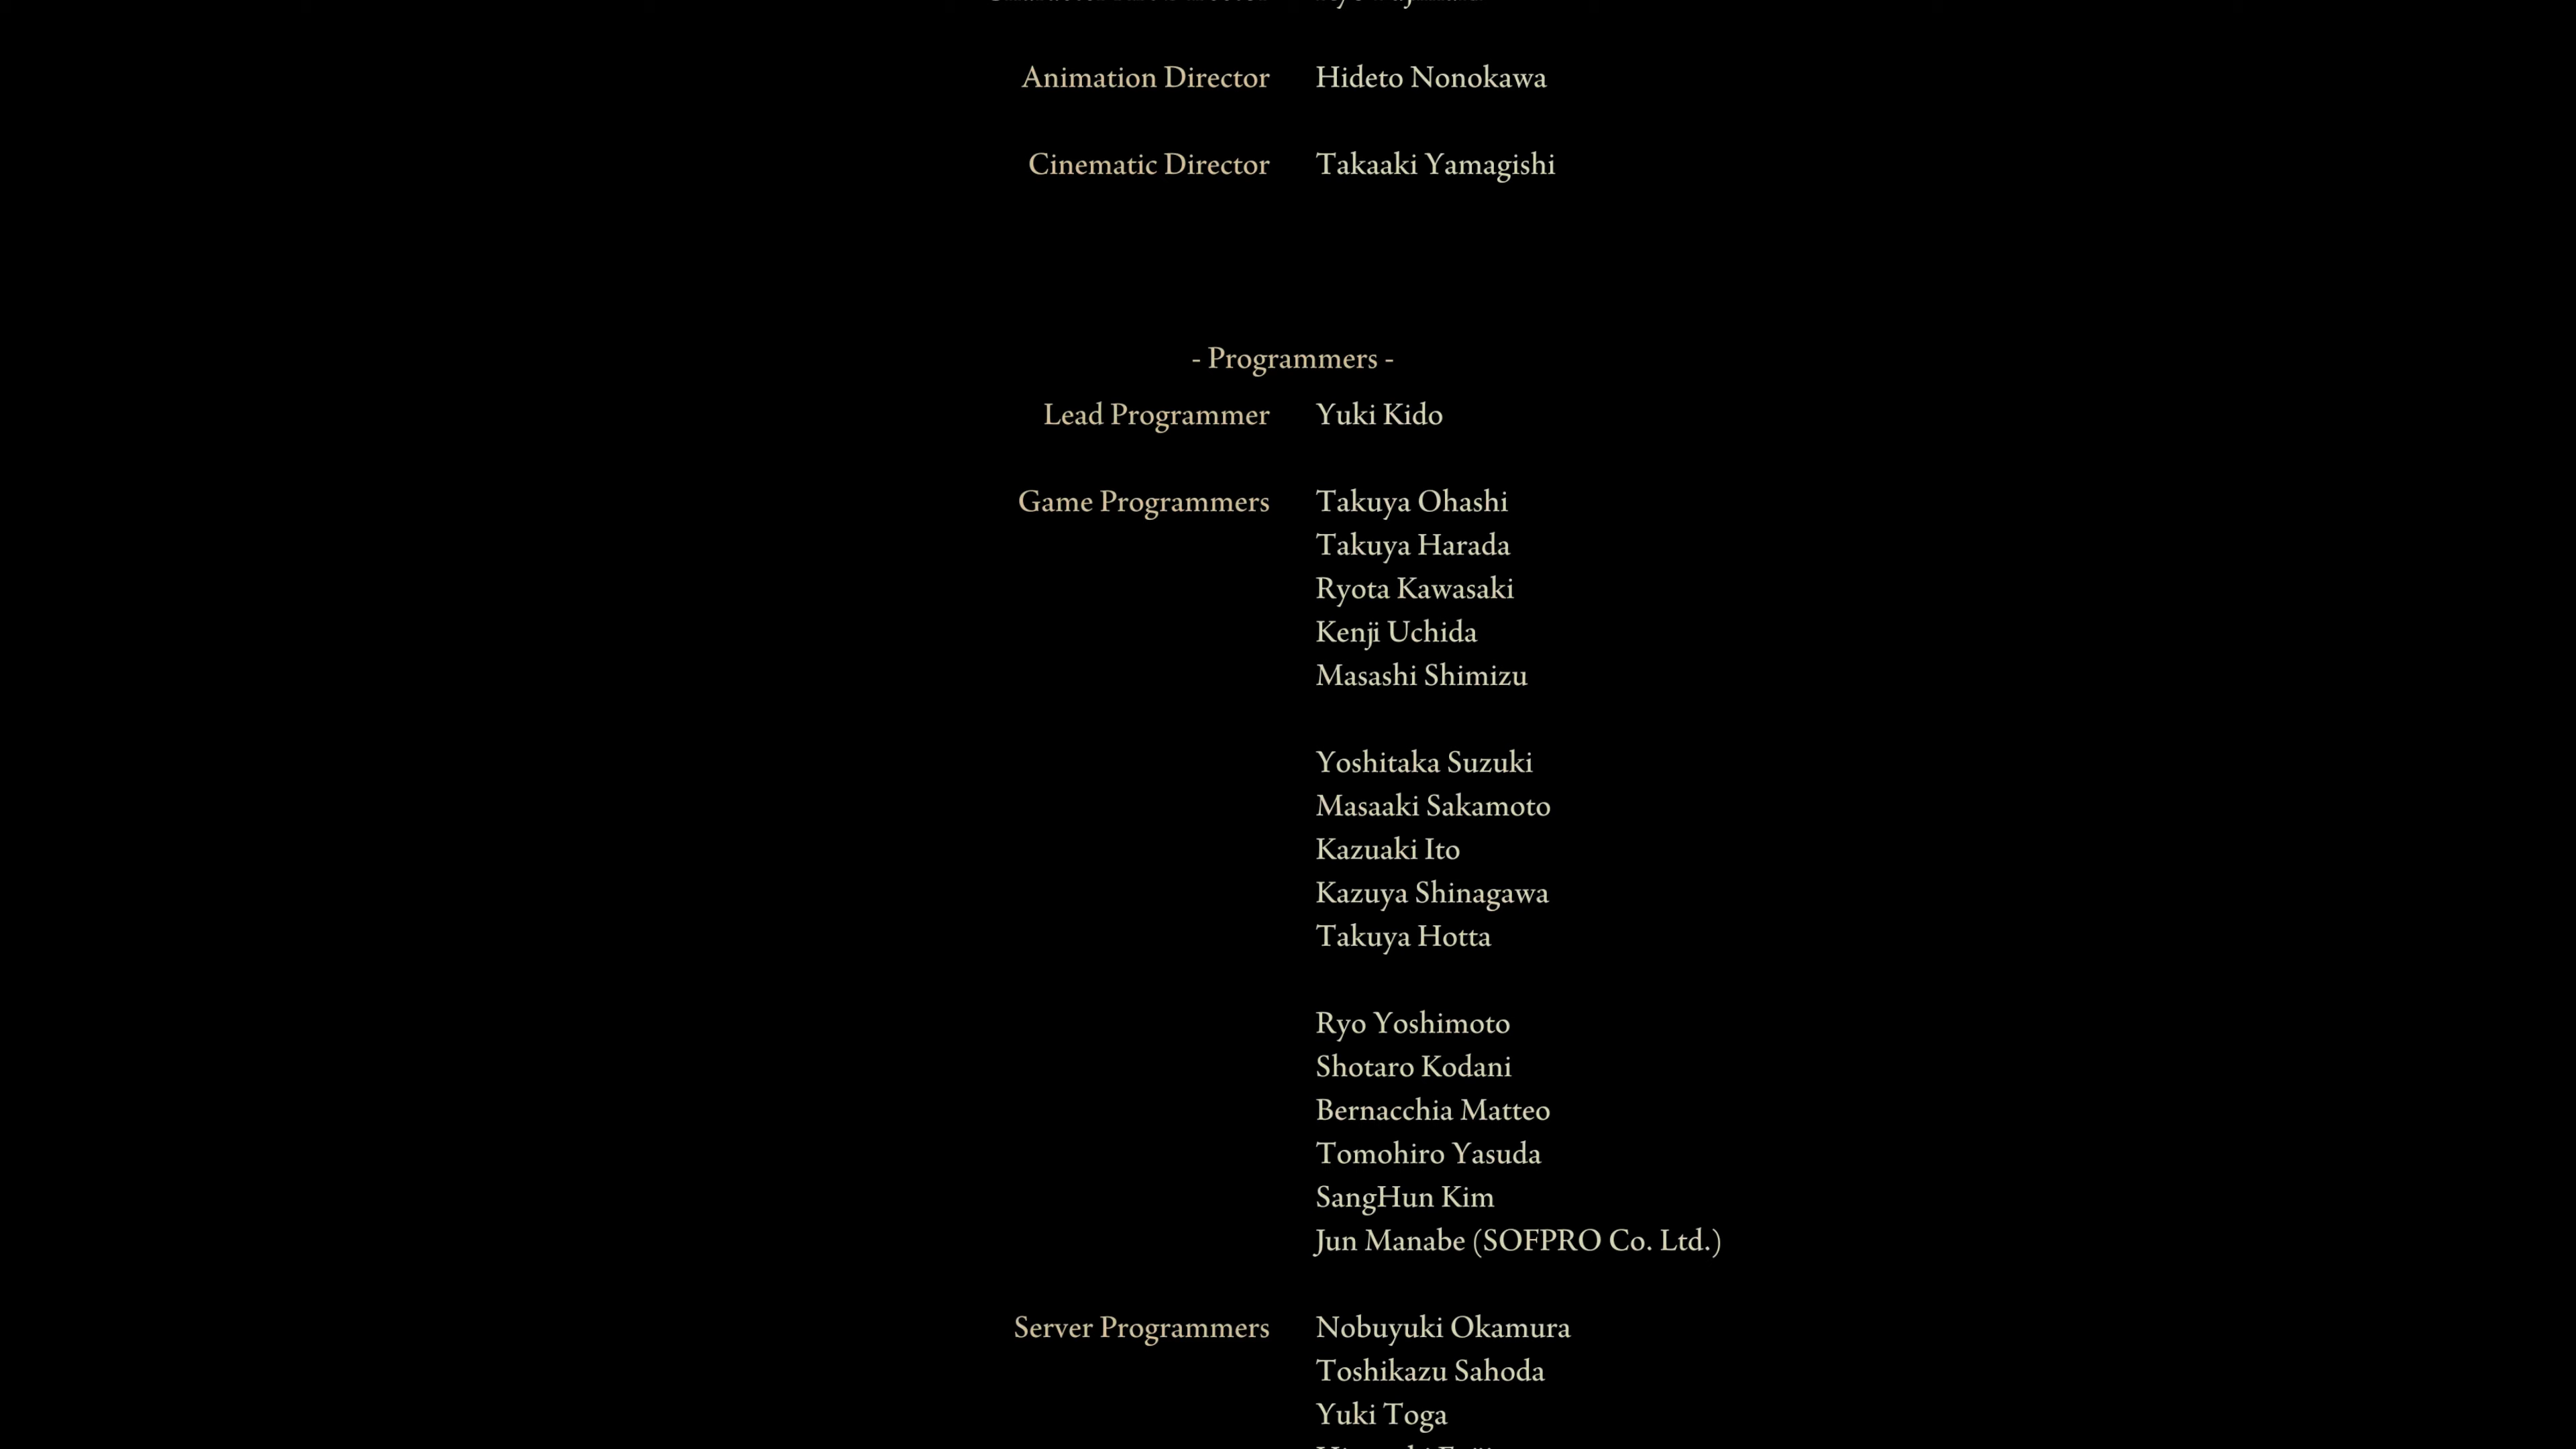 Animation Director Hideto Nonokawa
Cinematic Director Takaaki Yamagishi
- Programmers -
Lead Programmer Yuki Kido
Game Programmers Takuya Ohashi
Takuya Harada
Ryota Kawasaki
Kenji Uchida
Masashi Shimizu
Yoshitaka Suzuki
Masaaki Sakamoto
Kazuaki Ito
Kazuya Shinagawa
Takuya Hotta
Ryo Yoshimoto
Shotaro Kodani
Bernacchia Matteo
Tomohiro Yasuda
SangHun Kim
Jun Manabe (SOFPRO Co. Ltd.)
Server Programmers Nobuyuki Okamura
Toshikazu Sahoda
Yuki Toga